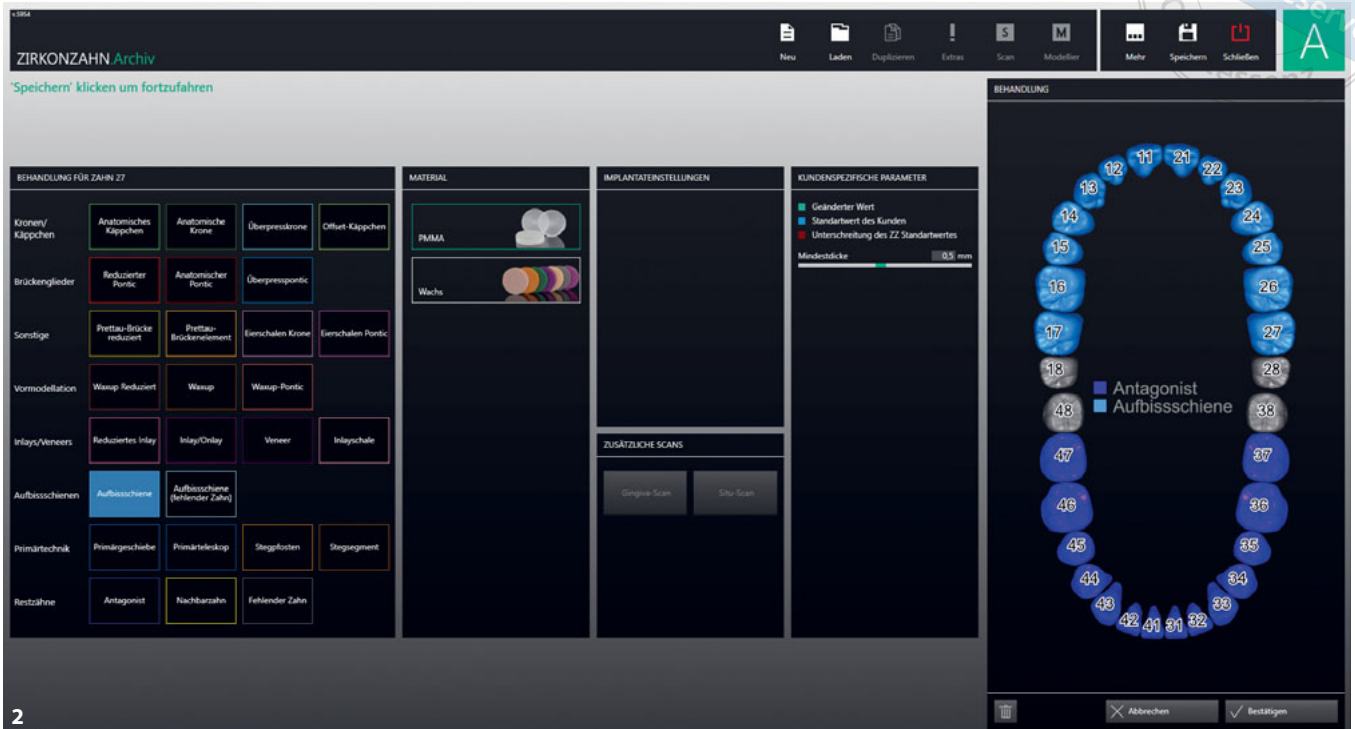 v.5954
ZIRKONZAHN.Archiv
Neu
Laden
Duplizieren
Extras
S
Scan
M
Modellier
Mehr
Speichern
Schließen
A
'Speichern' klicken um fortzufahren
BEHANDLUNG FÜR ZAHN 27
Kronen/
Käppchen
Anatomisches
Käppchen
Anatomische
Krone
Überpresskrone
Offset-Käppchen
Brückenglieder
Reduzierter
Pontic
Anatomischer
Pontic
Überpresspontic
Sonstige
Prettau-Brücke
reduziert
Prettau-
Brückenelement
Eierschalen Krone
Eierschalen Pontic
Vormodellation
Waxup Reduziert
Waxup
Waxup-Pontic
Inlays/Veneers
Reduziertes Inlay
Inlay/Onlay
Veneer
Inlayschale
Aufbissschienen
Aufbissschiene
Aufbissschiene
(fehlender Zahn)
Primärtechnik
Primärgeschiebe
Primärteleskop
Stegpfosten
Stegsegment
Restzähne
Antagonist
Nachbarzahn
Fehlender Zahn
MATERIAL
PMMA
Wachs
IMPLANTATEINSTELLUNGEN
ZUSÄTZLICHE SCANS
Gingiva-Scan
Situ-Scan
KUNDENSPEZIFISCHE PARAMETER
Geänderter Wert
Standartwert des Kunden
Unterschreitung des ZZ Standartwertes
Mindestdicke 0,5 mm
BEHANDLUNG
11 21
12 22
13 23
14 24
15 25
16 26
17 27
18 28
Antagonist
Aufbissschiene
48 38
47 37
46 36
45 35
44 34
43 33
42 41 31 32
Abbrechen
Bestätigen
2